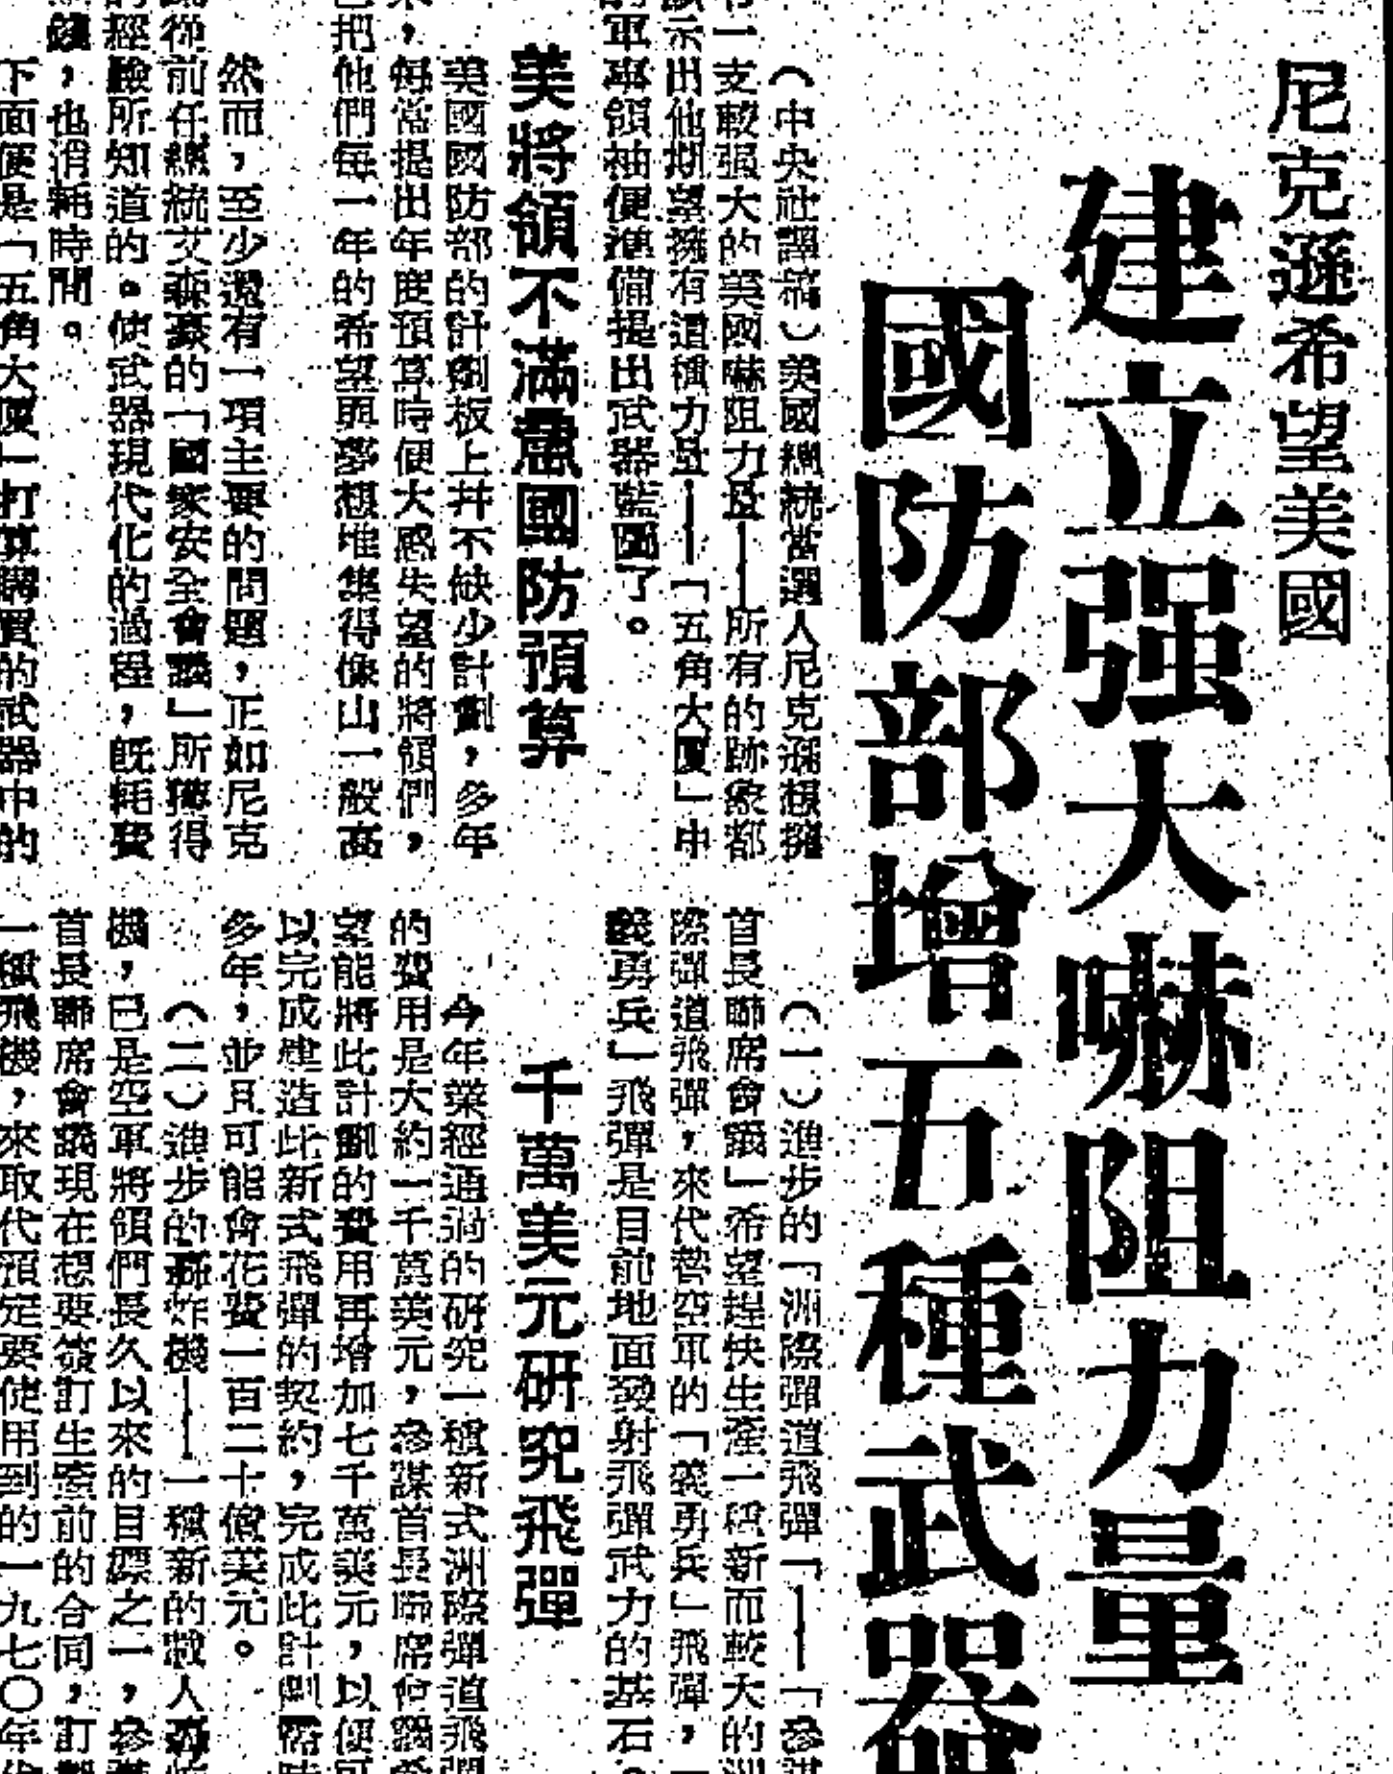 尼克遜希望美國
建立强大嚇阻力量
國防部增五種武器
（中央社譯稿）美國總統當選人尼克遜想擁
有一支較强大的美國嚇阻力量——所有的跡象都
顯示出他期望擁有這種力量——「五角大厦」中
的軍事領袖便準備提出武器藍圖了。
美將領不滿意國防預算
美國國防部的計劃板上并不缺少計劃，多年
來，每當提出年度預算時便大感失望的將領們，
已把他們每一年的希望與夢想堆集得像山一般高
然而，至少還有一項主要的問題，正如尼克
從前任總統艾森豪的「國家安全會議」所獲得
的經驗所知道的。使武器現代化的過程，旣耗費
金錢，也消耗時間。
下面便是「五角大厦」打算購買的武器中的
（一）進步的「洲際彈道飛彈「——「參謀
首長聯席會議」希望趕快生產一種新而較大的洲
際彈道飛彈，來代替空軍的「義勇兵」飛彈，
義勇兵」飛彈是目前地面發射飛彈武力的基石。
千萬美元研究飛彈
今年業經通過的研究一種新式洲際彈道飛彈
的費用是大約一千萬美元，參謀首長聯席會議希
望能將此計劃的費用再增加七千萬美元，以便可
以完成建造此新式飛彈的契約，完成此計劃需時
多年，並且可能會花費一百二十億美元。
（二）進步的轟炸機——一種新的載人轟炸
機，已是空軍將領們長久以來的目標之一，參謀
首長聯席會議現在想要簽訂生產前的合同，訂製
一種飛機，來取代預定要使用到的一九七〇年代